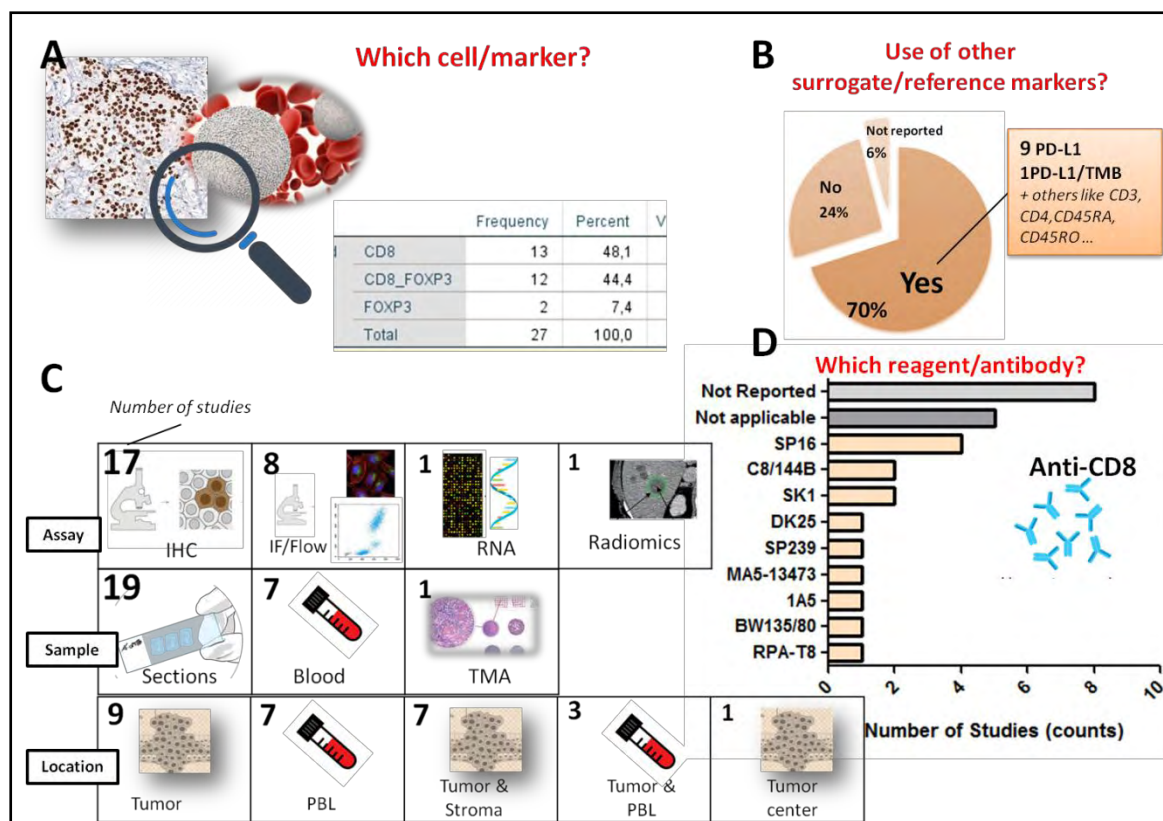 A
Which cell/marker?
Frequency Percent V
CD8 13 48,1
CD8_FOXP3 12 44,4
FOXP3 2 7,4
Total 27 100,0
B
Use of other
surrogate/reference markers?
Not reported
6%
No
24%
Yes
70%
9 PD-L1
1PD-L1/TMB
+ others like CD3,
CD4,CD45RA,
CD45RO ...
C
Number of studies
Assay
17
IHC
8
IF/Flow
1
RNA
1
Radiomics
Sample
19
Sections
7
Blood
1
TMA
Location
9
Tumor
7
PBL
7
Tumor &
Stroma
3
Tumor &
PBL
1
Tumor
center
D
Which reagent/antibody?
Not Reported
Not applicable
SP16
C8/144B
SK1
DK25
SP239
MA5-13473
1A5
BW135/80
RPA-T8
Anti-CD8
0 2 4 6 8 10
Number of Studies (counts)